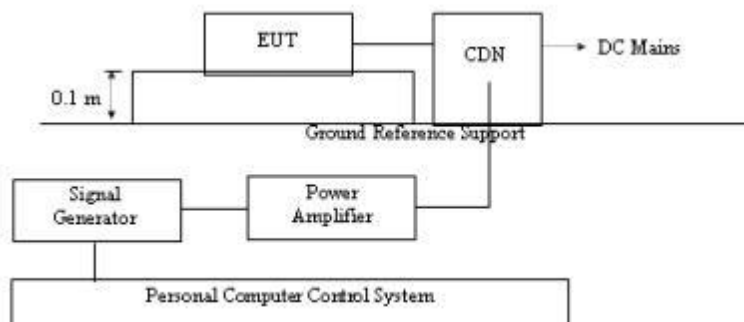 EUT
CDN
DC Mains
0.1 m
Ground Reference Support
Signal
Generator
Power
Amplifier
Personal Computer Control System